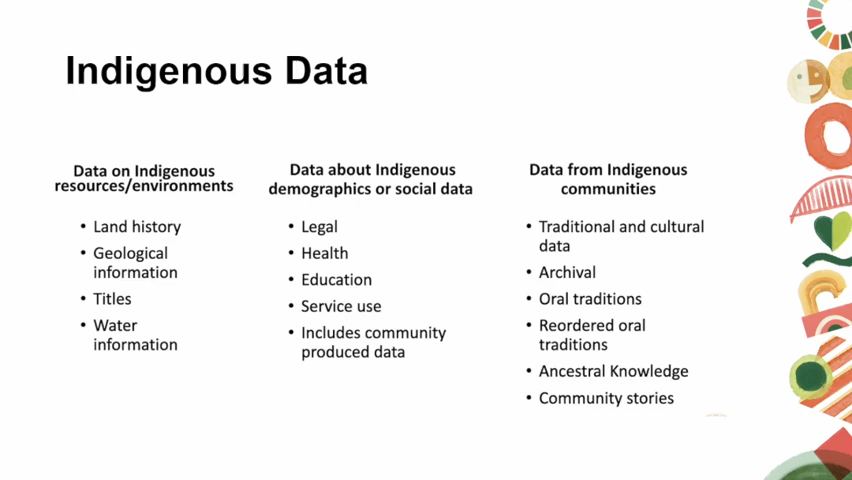 Indigenous Data
Data on Indigenous
resources/environments
• Land history
• Geological
information
• Titles
• Water
information
Data about Indigenous
demographics or social data
• Legal
• Health
• Education
• Service use
• Includes community
produced data
Data from Indigenous
communities
• Traditional and cultural
data
• Archival
• Oral traditions
• Reordered oral
traditions
• Ancestral Knowledge
• Community stories